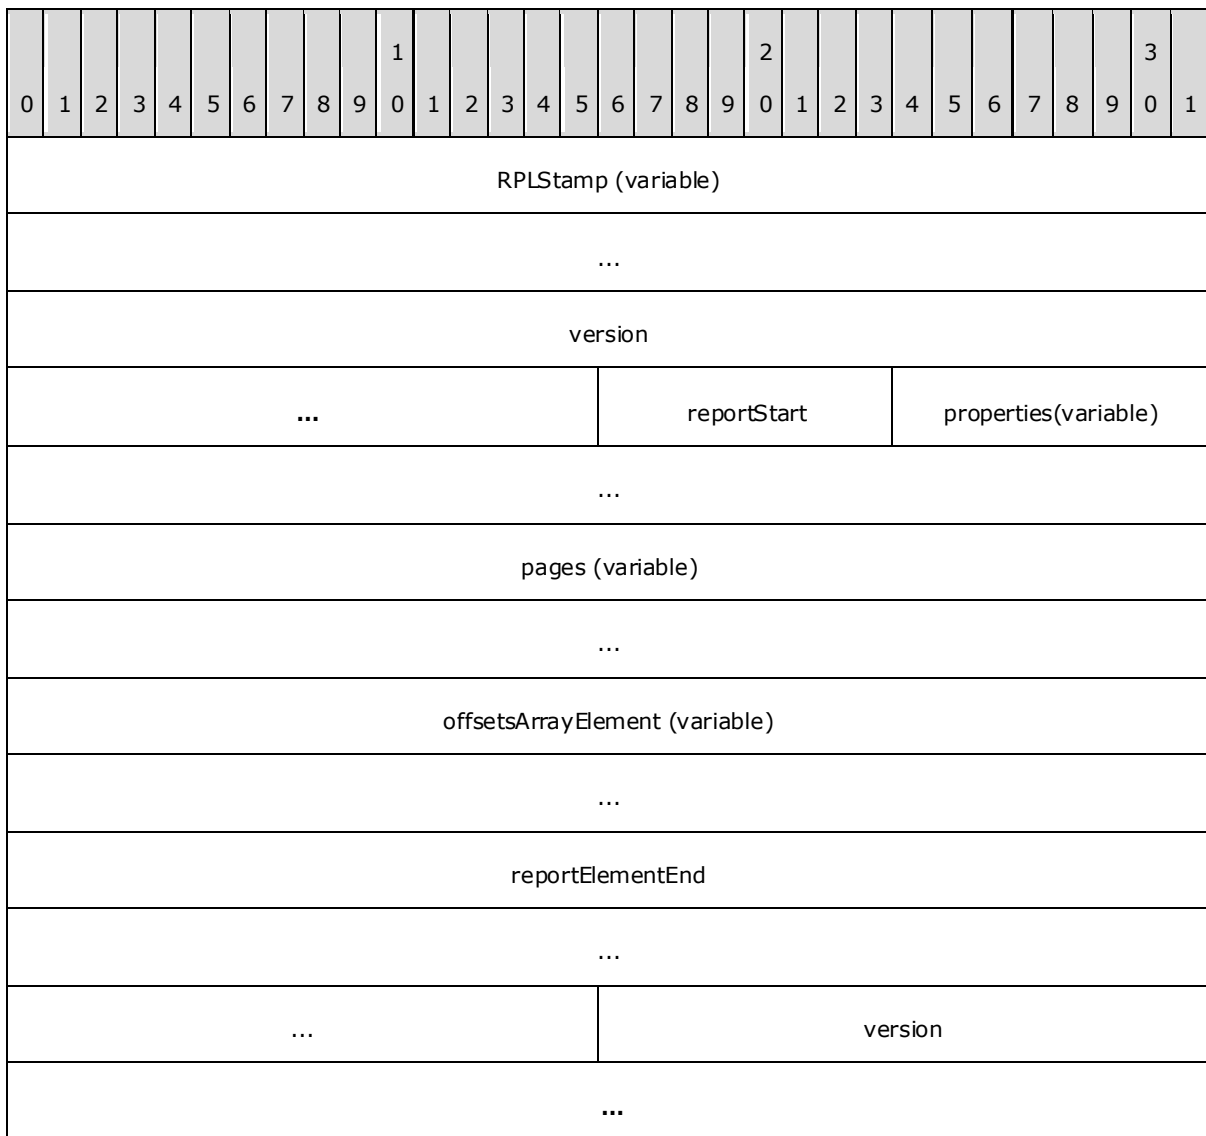 1 2 3
0 1 2 3 4 5 6 7 8 9 0 1 2 3 4 5 6 7 8 9 0 1 2 3 4 5 6 7 8 9 0 1
RPLStamp (variable)
...
version
... reportStart properties(variable)
...
pages (variable)
...
offsetsArrayElement (variable)
...
reportElementEnd
...
... version
...